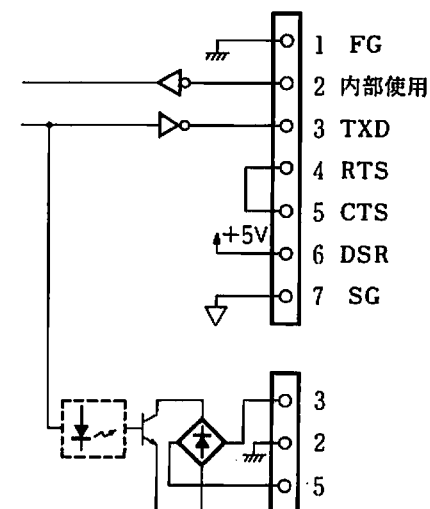 1 FG
2 内部使用
3 TXD
4 RTS
5 CTS
+5V
6 DSR
7 SG
3
2
5